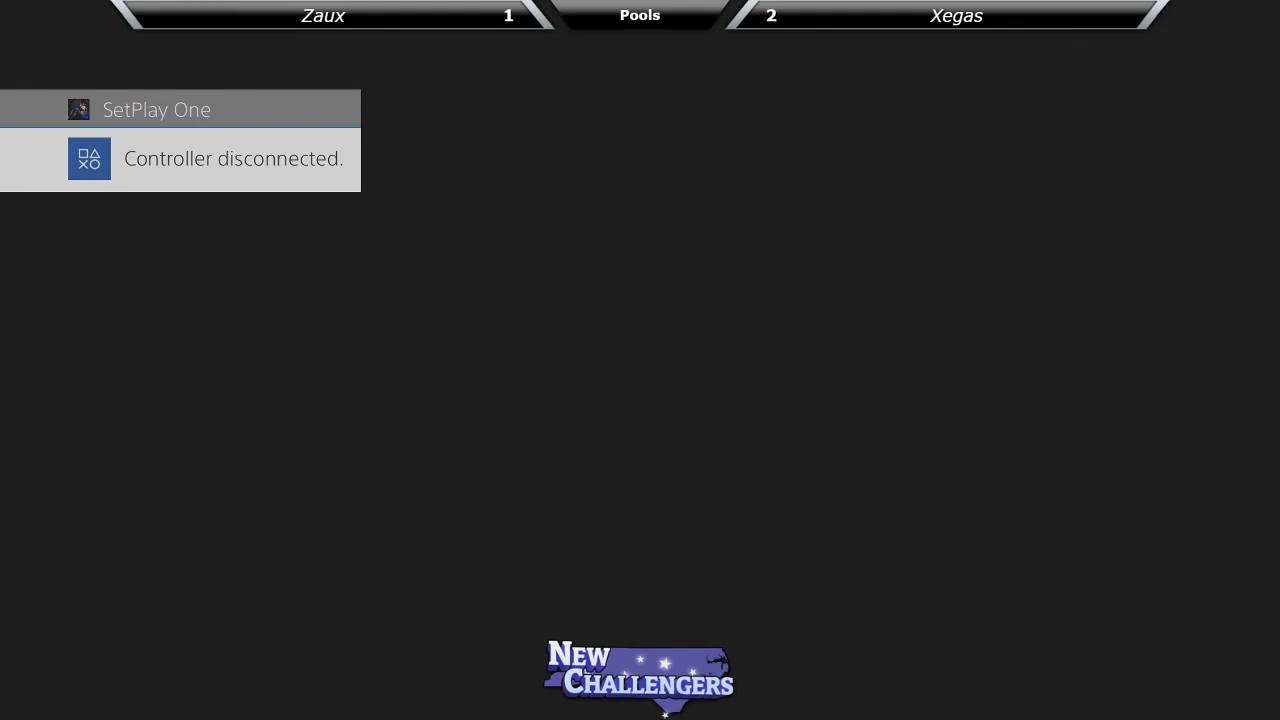 Zaux 1 Pools 2 Xegas
SetPlay One
Controller disconnected.
NEW
CHALLENGERS